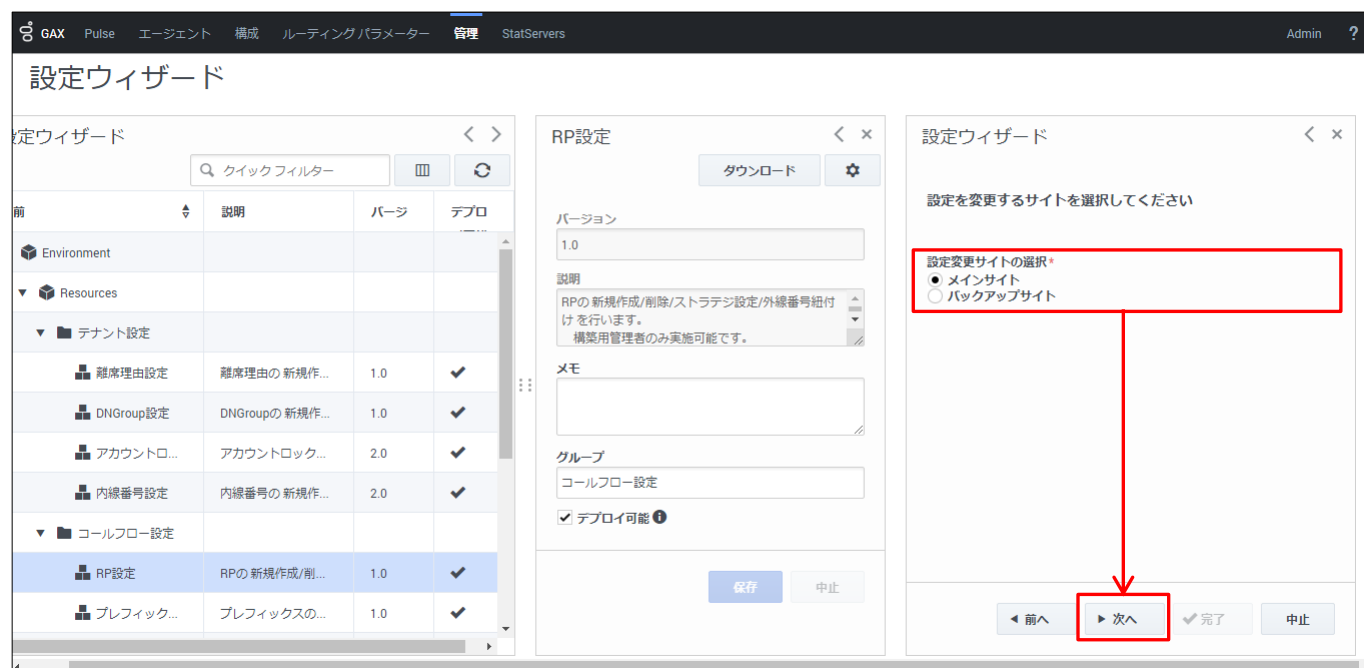 GAX Pulse エージェント 構成 ルーティング パラメーター 管理 StatServers Admin ?
設定ウィザード
定ウィザード
クイック フィルター
前 説明 バージ デプロ
Environment
Resources
テナント設定
離席理由設定 離席理由の 新規作... 1.0
DNGroup設定 DNGroupの 新規作... 1.0
アカウントロ... アカウントロック... 2.0
内線番号設定 内線番号の 新規作... 2.0
コールフロー設定
RP設定 RPの 新規作成/削... 1.0
プレフィック... プレフィックスの... 1.0
RP設定
ダウンロード
バージョン
1.0
説明
RPの 新規作成/削除/ストラテジ設定/外線番号紐付
け を行います。
構築用管理者のみ実施可能です。
メモ
グループ
コールフロー設定
デプロイ可能
保存 中止
設定ウィザード
設定を変更するサイトを選択してください
設定変更サイトの選択*
メインサイト
バックアップサイト
前へ 次へ 完了 中止